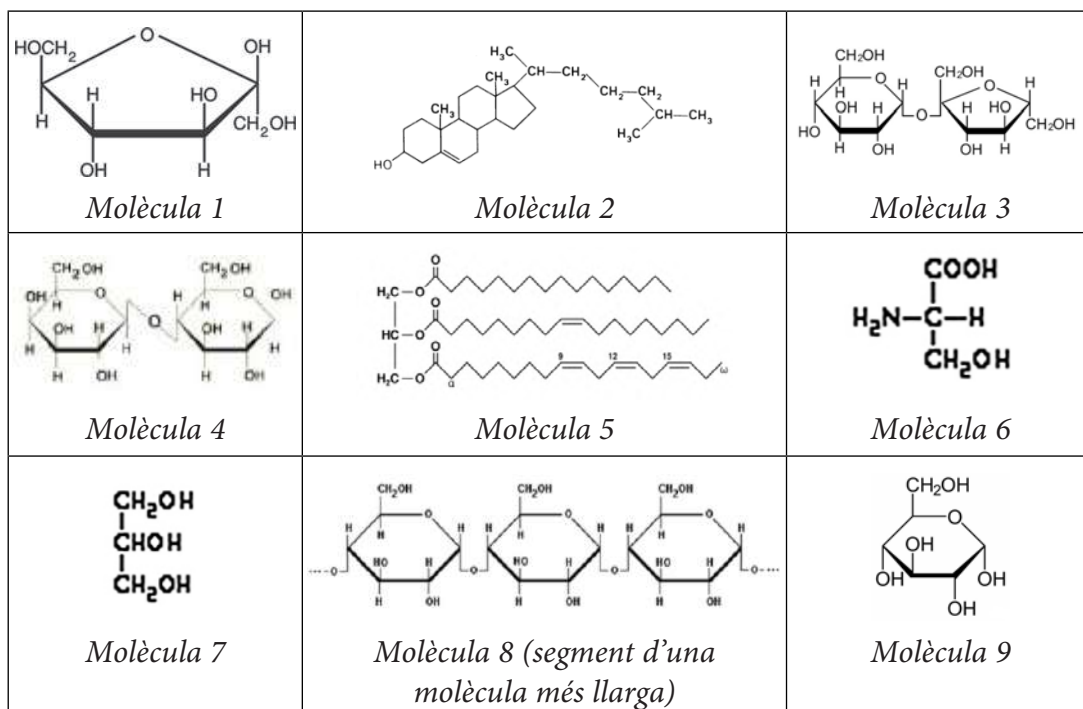 O
OH
HOCH₂
H
HO
H
CH₂OH
OH
H
Molècula 1
H₃C
CH₃
CH—CH₂
CH₃
CH₂—CH₂
H₃C
CH₃
HO
Molècula 2
CH₂OH
H
O
H
CH₂OH
O
H
H
OH
H
O
H
OH
H
CH₂OH
HO
H
OH
OH
H
Molècula 3
CH₂OH
CH₂OH
OH
O
O
H
OH
H
H
H
OH
O
OH
H
H
H
OH
H
OH
H
OH
Molècula 4
O
H₂C—O
O
HC—O
O
9
12
15
H₂C—O
α
ω
Molècula 5
COOH
H₂N—C—H
CH₂OH
Molècula 6
CH₂OH
CHOH
CH₂OH
Molècula 7
CH₂OH
CH₂OH
CH₂OH
H
H
O
H
H
H
O
H
H
H
O
H
····O
HO
H
O
HO
H
O
HO
H
O····
H
OH
H
OH
H
OH
Molècula 8 (segment d'una
molècula més llarga)
CH₂OH
O
OH
OH
OH
OH
Molècula 9